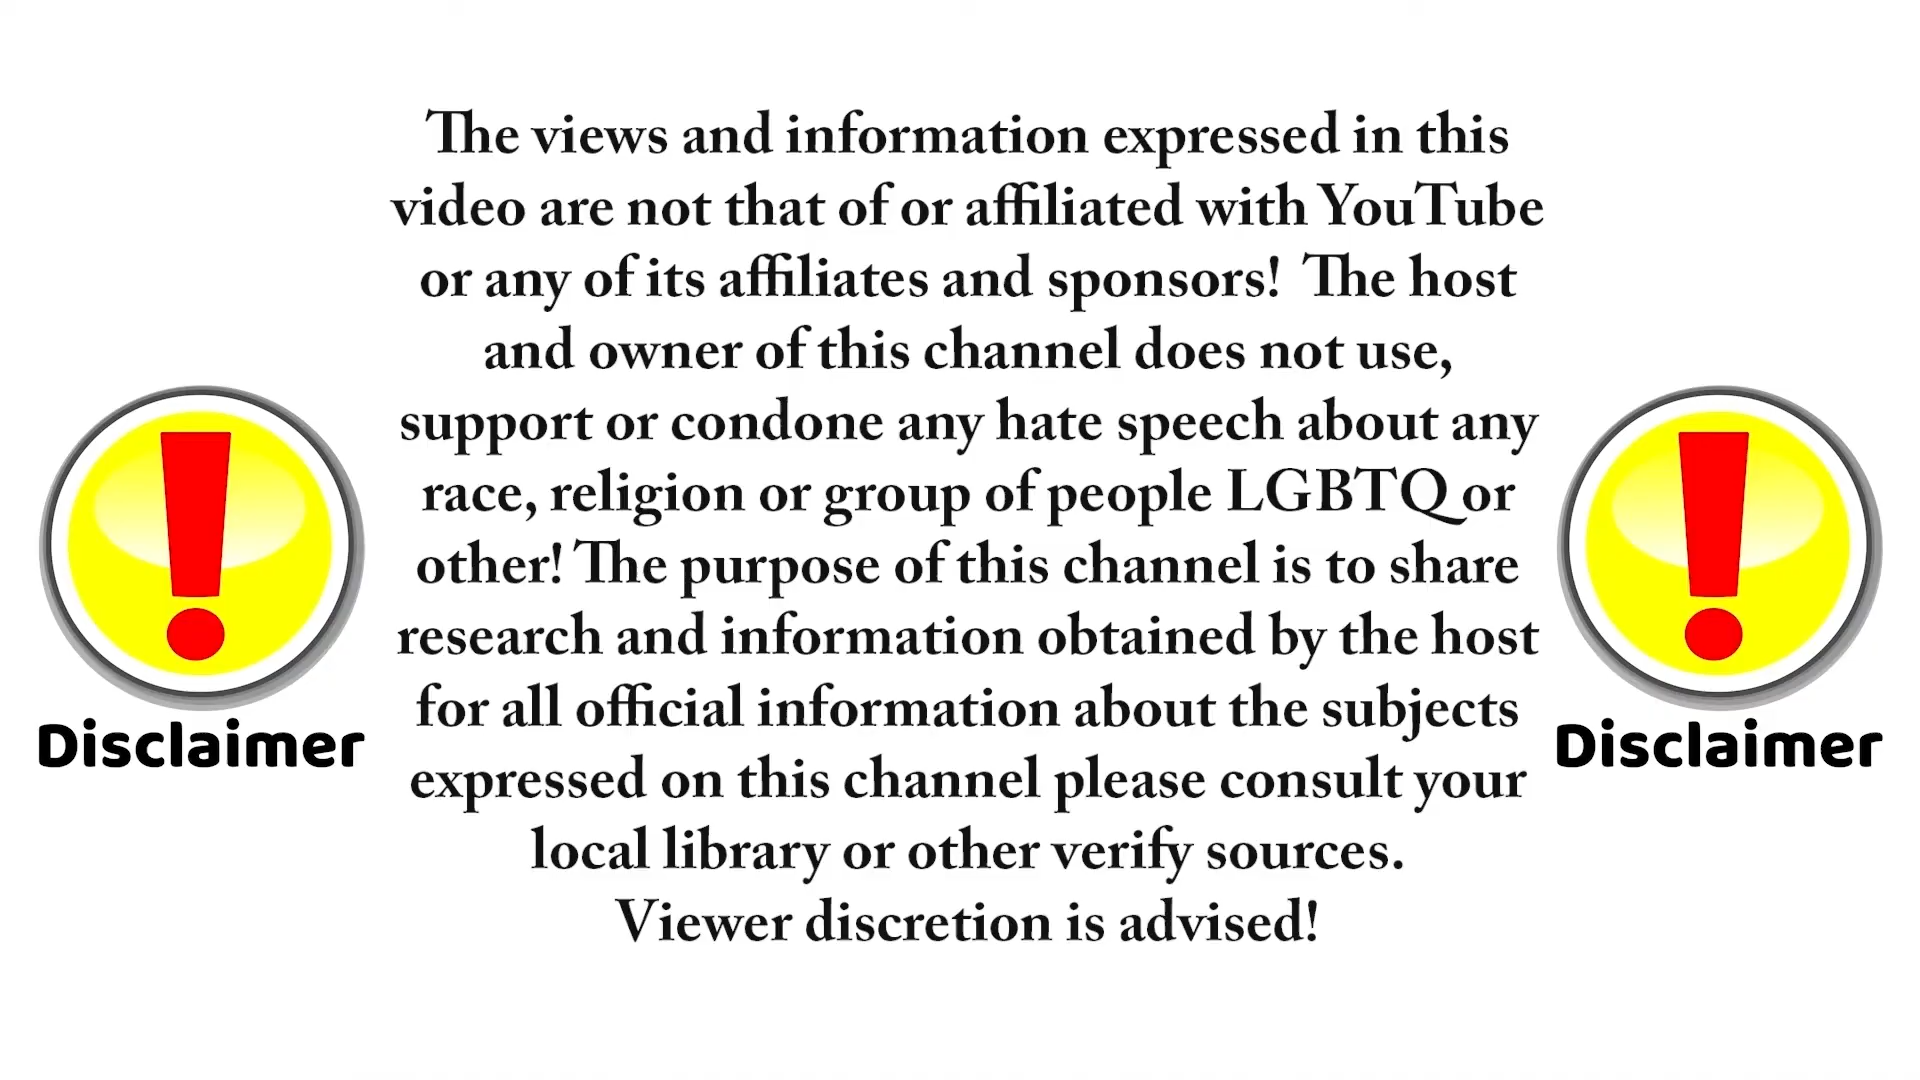 The views and information expressed in this
video are not that of or affiliated with YouTube
or any of its affiliates and sponsors! The host
and owner of this channel does not use,
support or condone any hate speech about any
race, religion or group of people LGBTQ or
other! The purpose of this channel is to share
research and information obtained by the host
for all official information about the subjects
expressed on this channel please consult your
local library or other verify sources.
Viewer discretion is advised!
Disclaimer
Disclaimer